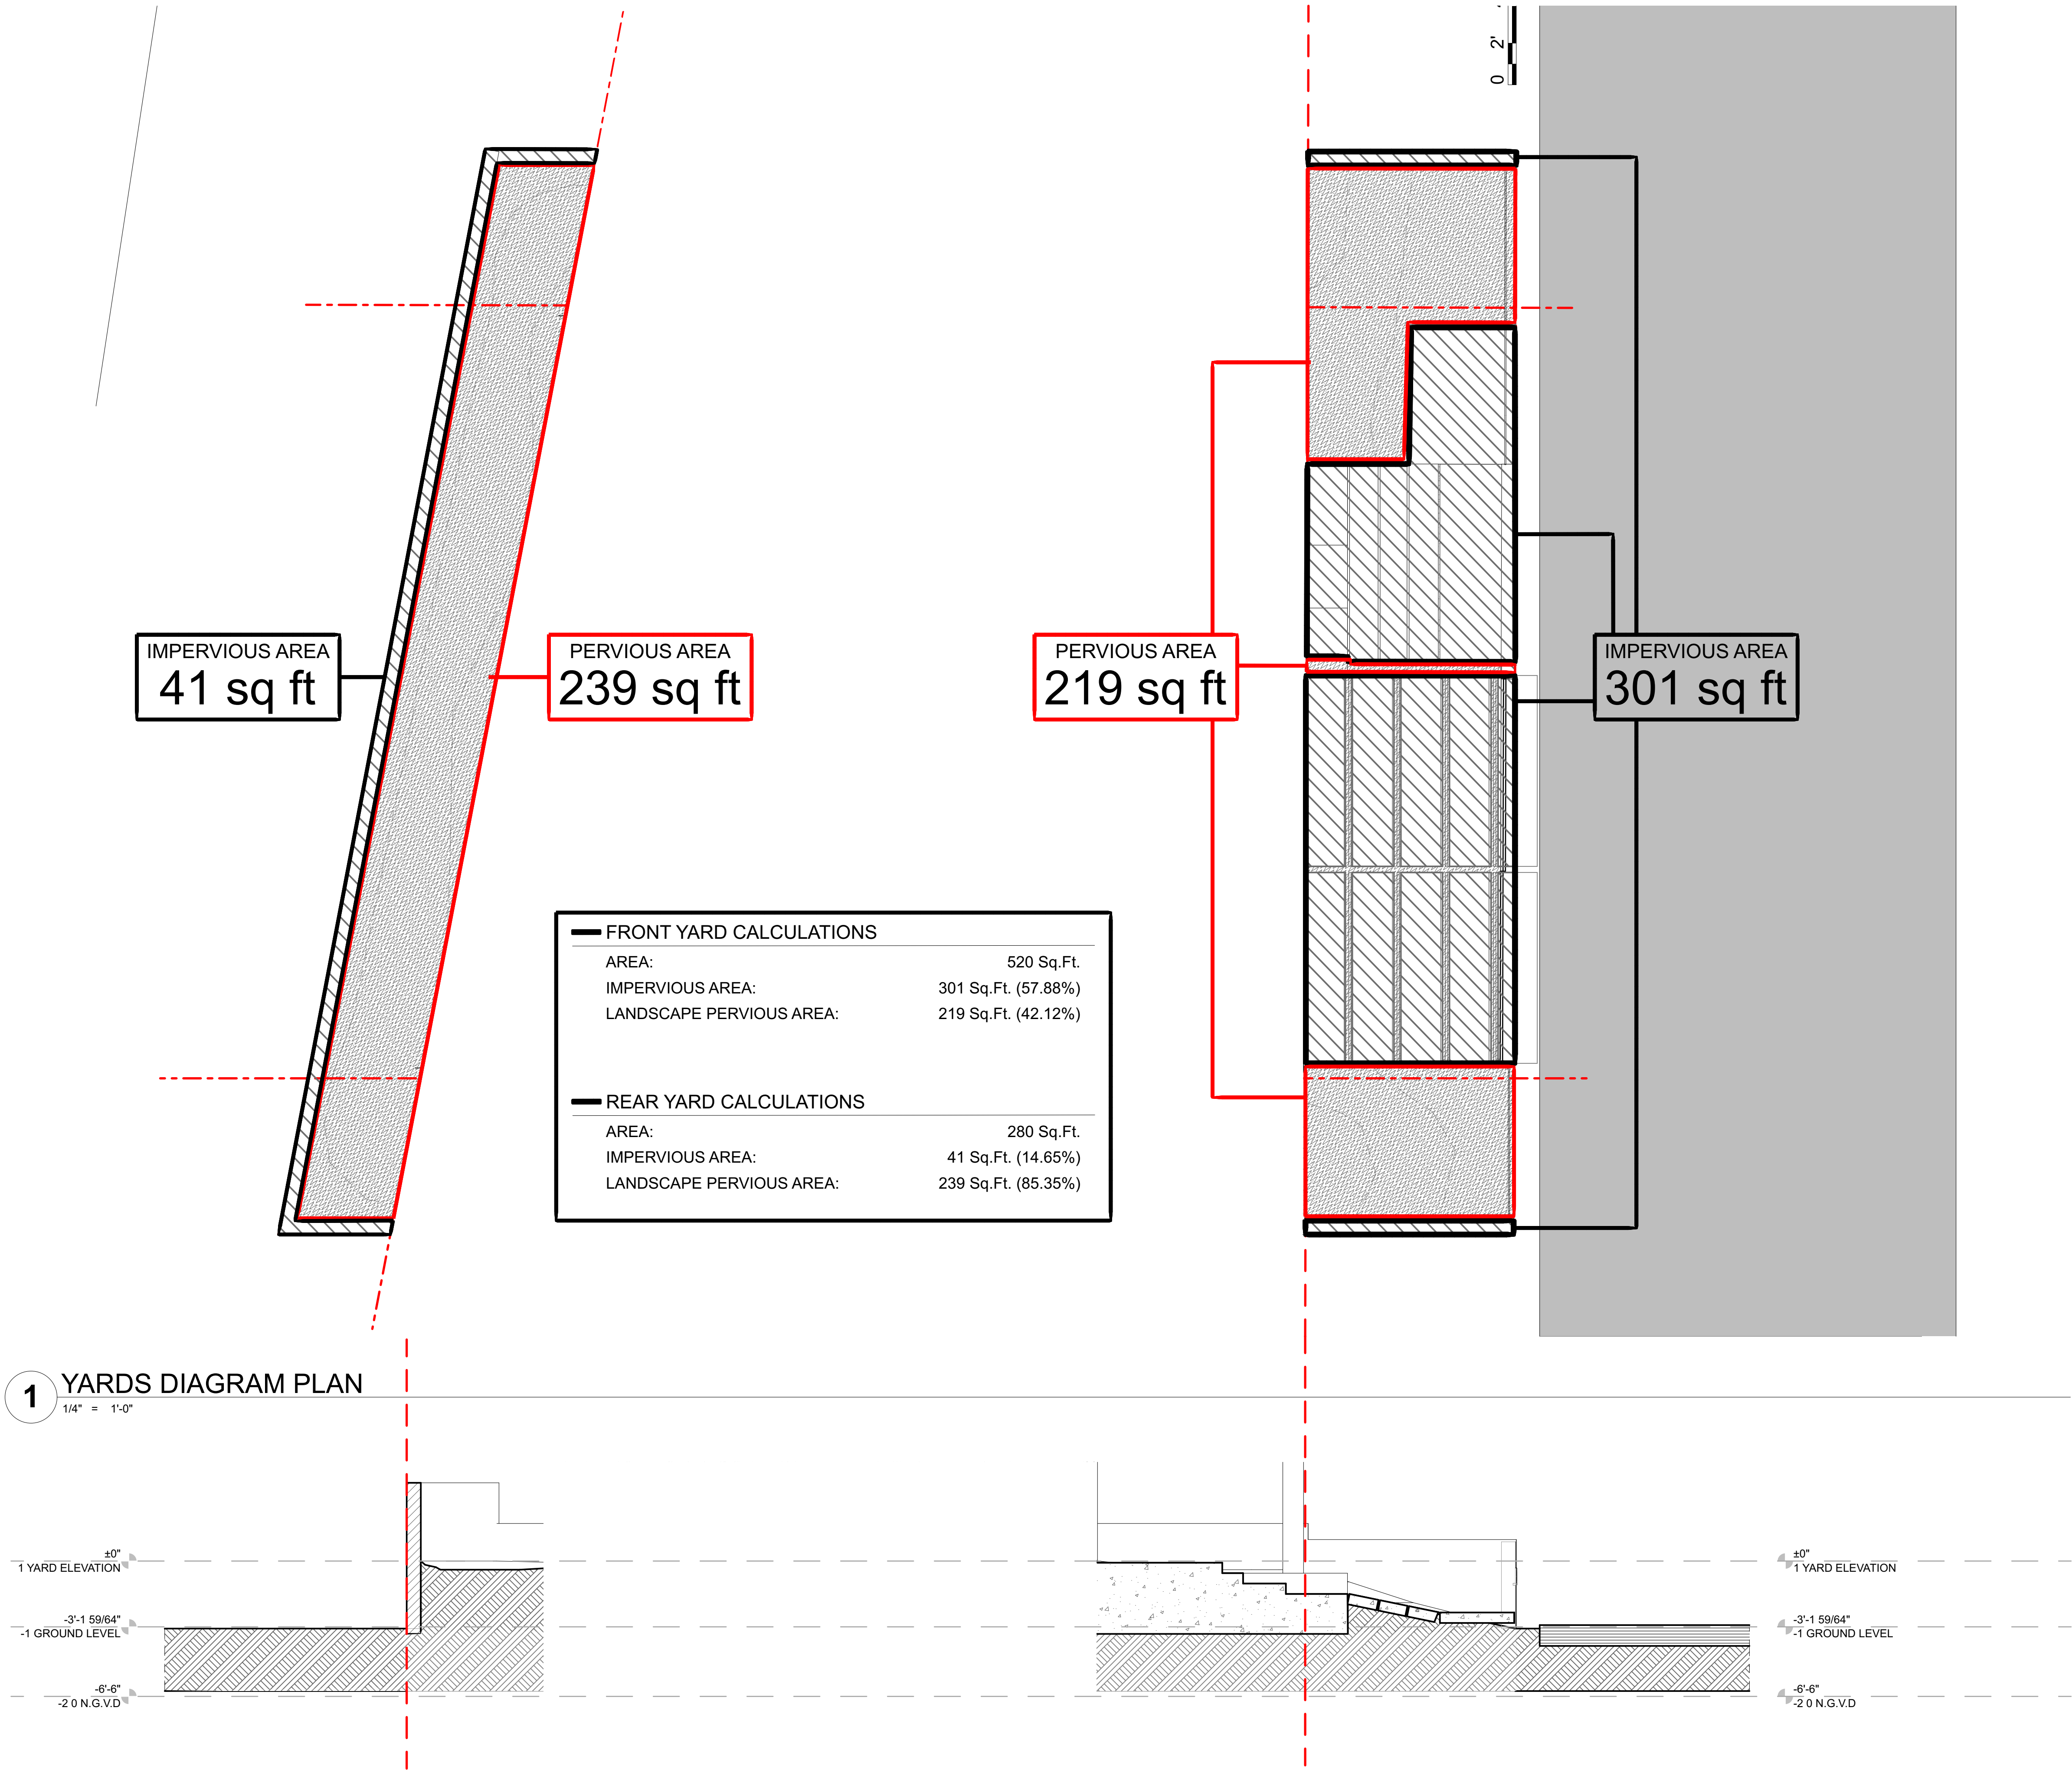 0 2'
IMPERVIOUS AREA
41 sq ft
PERVIOUS AREA
239 sq ft
PERVIOUS AREA
219 sq ft
IMPERVIOUS AREA
301 sq ft
FRONT YARD CALCULATIONS
AREA: 520 Sq.Ft.
IMPERVIOUS AREA: 301 Sq.Ft. (57.88%)
LANDSCAPE PERVIOUS AREA: 219 Sq.Ft. (42.12%)
REAR YARD CALCULATIONS
AREA: 280 Sq.Ft.
IMPERVIOUS AREA: 41 Sq.Ft. (14.65%)
LANDSCAPE PERVIOUS AREA: 239 Sq.Ft. (85.35%)
1 YARDS DIAGRAM PLAN
1/4" = 1'-0"
±0"
1 YARD ELEVATION
-3'-1 59/64"
-1 GROUND LEVEL
-6'-6"
-2 0 N.G.V.D
±0"
1 YARD ELEVATION
-3'-1 59/64"
-1 GROUND LEVEL
-6'-6"
-2 0 N.G.V.D